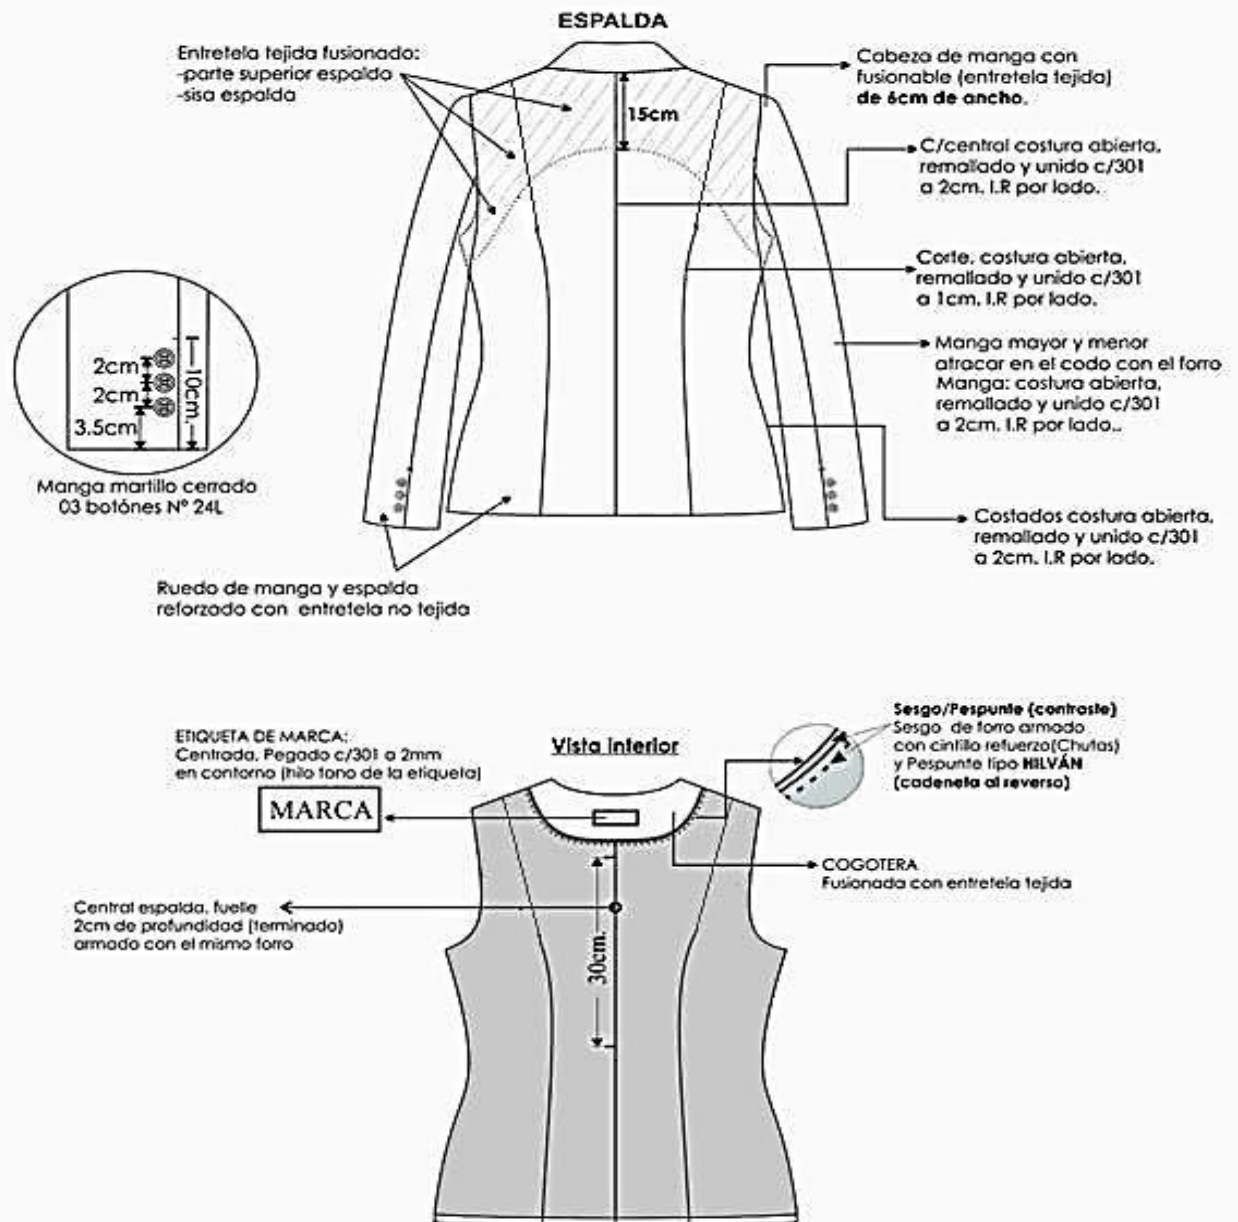 ESPALDA
Entretela tejida fusionado:
-parte superior espalda
-sisa espalda
15cm
Cabeza de manga con
fusionable (entretela tejida)
de 6cm de ancho.
C/central costura abierta,
remallado y unido c/301
a 2cm. I.R por lado.
Corte, costura abierta,
remallado y unido c/301
a 1cm. I.R por lado.
Manga mayor y menor
atracar en el codo con el forro
Manga: costura abierta,
remallado y unido c/301
a 2cm. I.R por lado..
Costados costura abierta,
remallado y unido c/301
a 2cm. I.R por lado.
2cm
2cm
3.5cm
10cm.
Manga martillo cerrado
03 botónes Nº 24L
Ruedo de manga y espalda
reforzado con entretela no tejida
ETIQUETA DE MARCA:
Centrada, Pegado c/301 a 2mm
en contorno (hilo tono de la etiqueta)
MARCA
Vista interior
Sesgo/Pespunte (contraste)
Sesgo de forro armado
con cintillo refuerzo(Chutas)
y Pespunte tipo HILVÁN
(cadeneta al reverso)
COGOTERA
Fusionada con entretela tejida
Central espalda, fuelle
2cm de profundidad (terminado)
armado con el mismo forro
30cm.